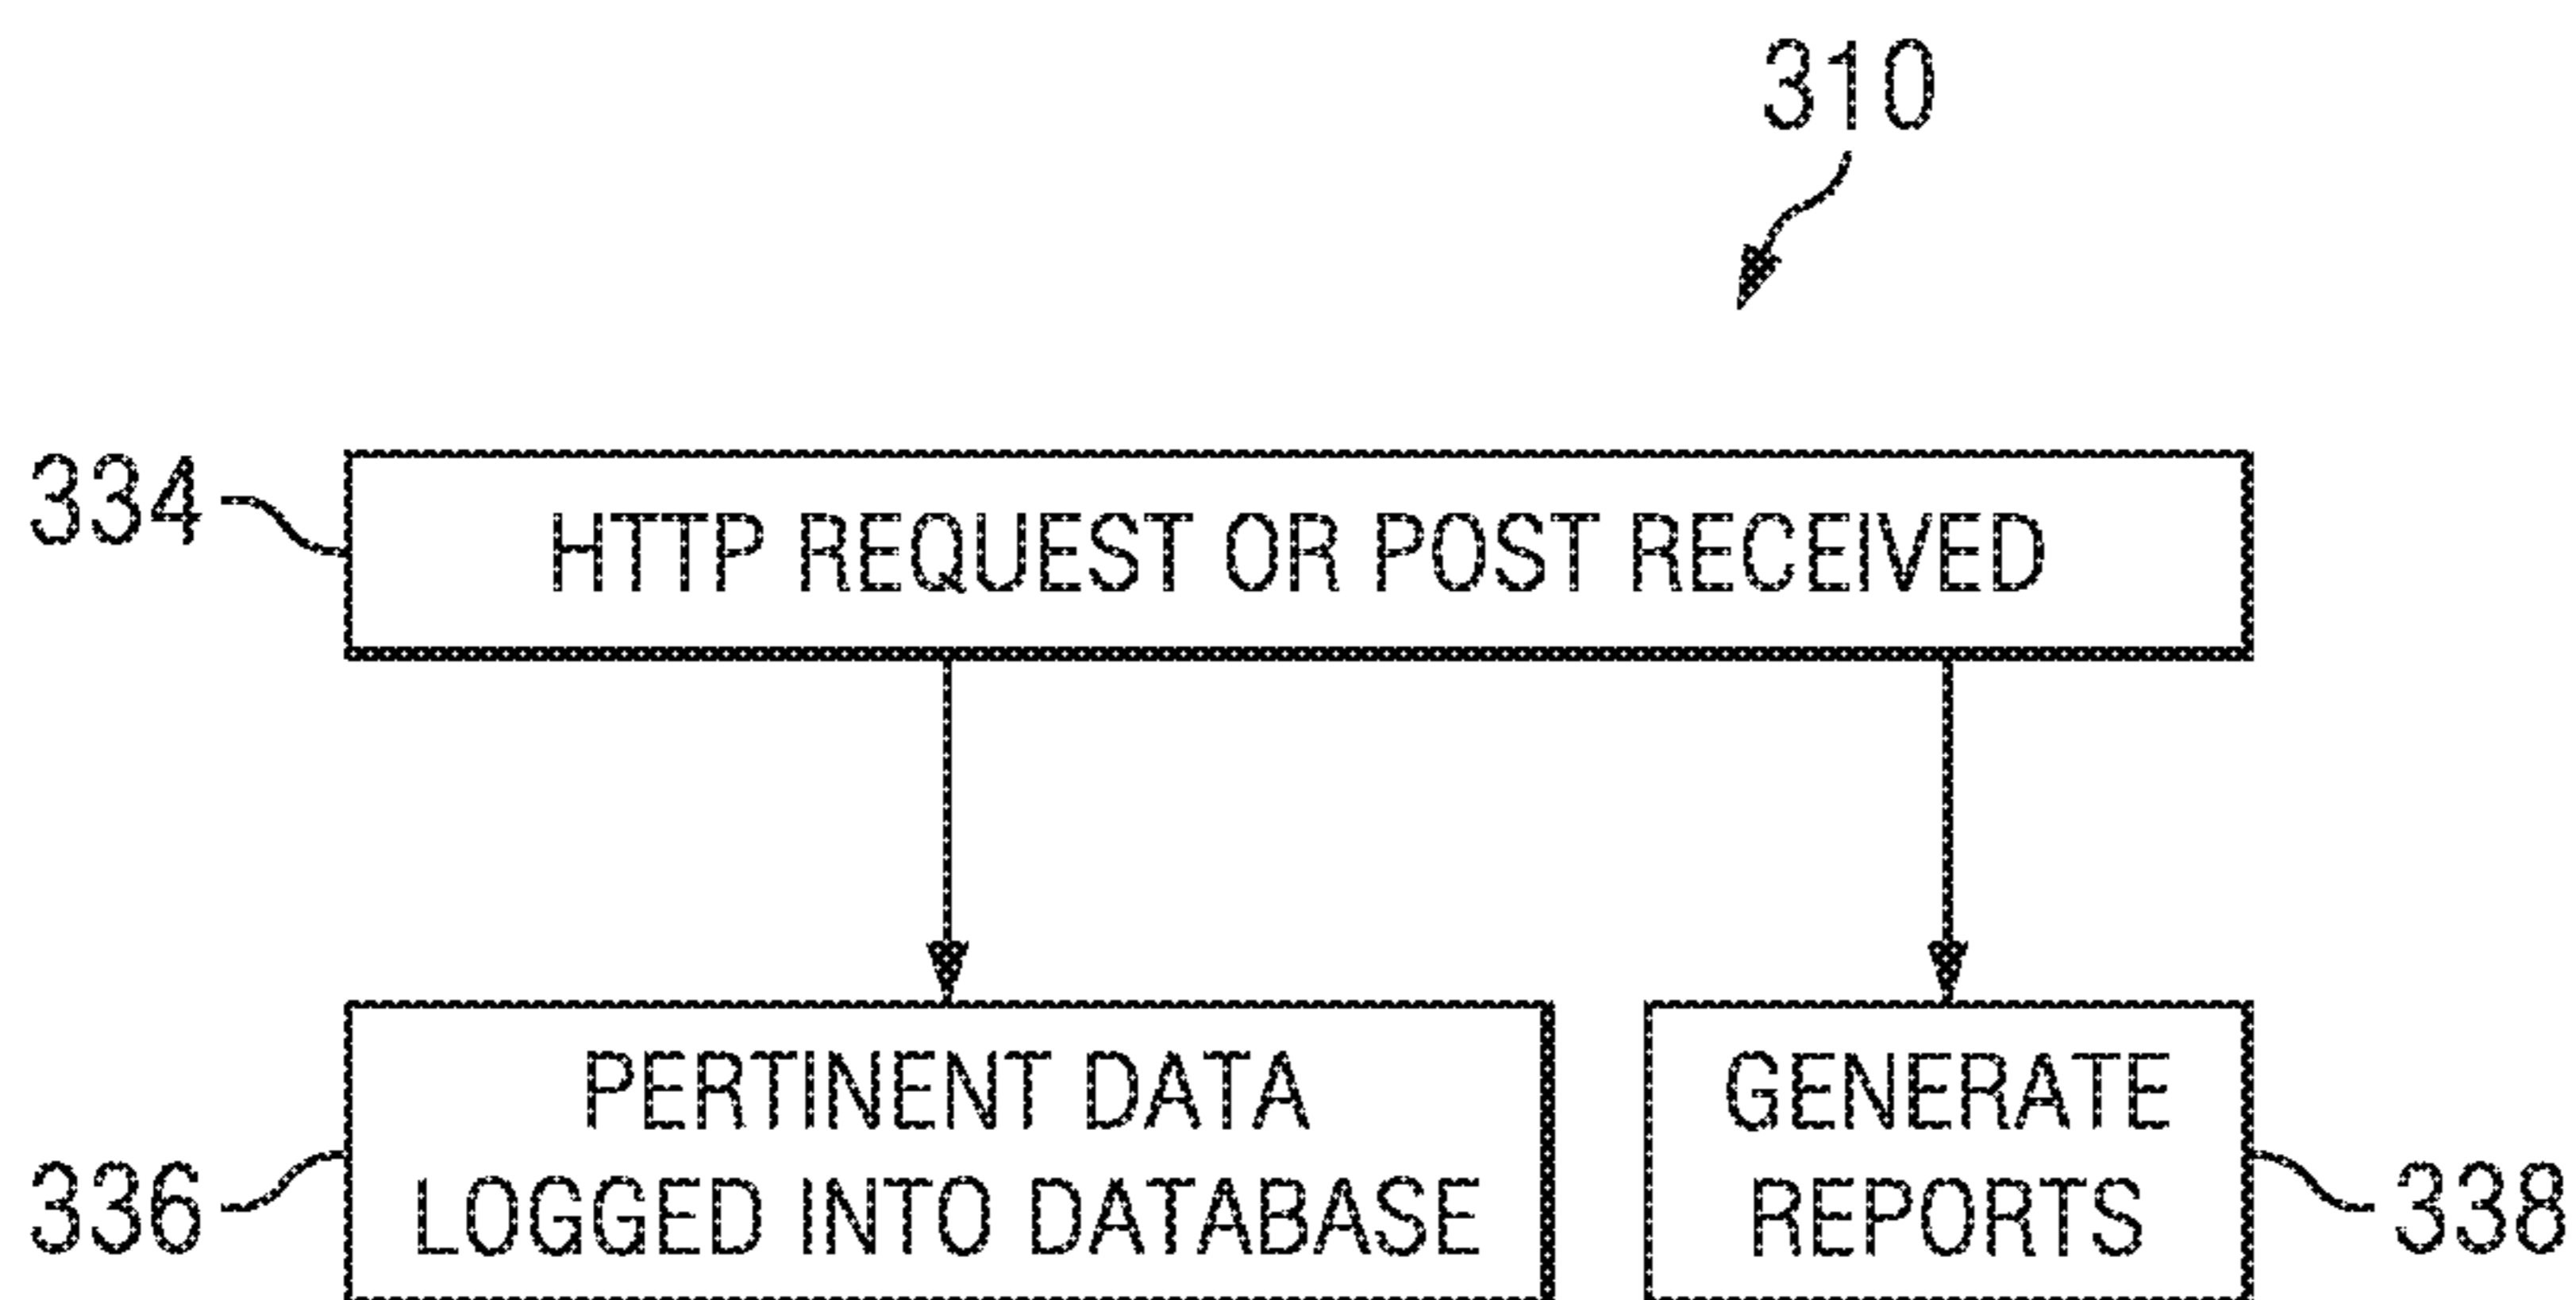 310
334
HTTP REQUEST OR POST RECEIVED
PERTINENT DATA
LOGGED INTO DATABASE
336
GENERATE
REPORTS
338